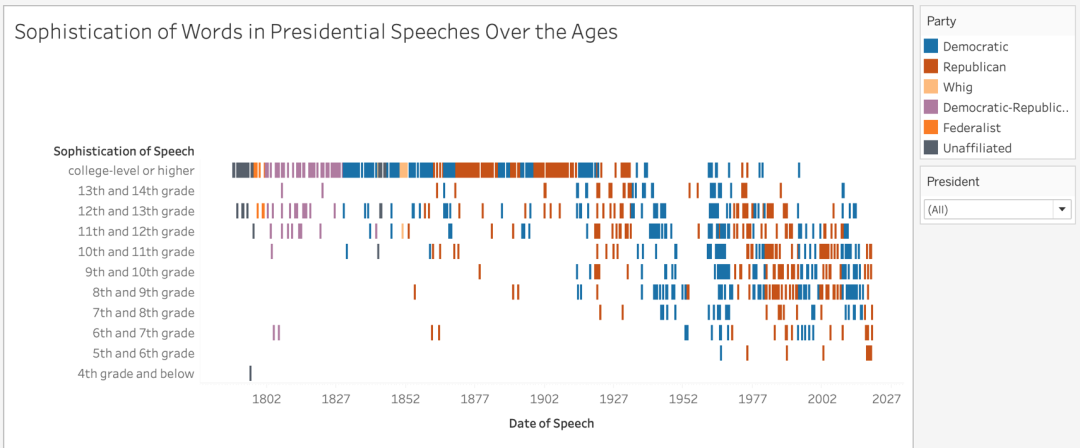 Sophistication of Words in Presidential Speeches Over the Ages
Sophistication of Speech
college-level or higher
13th and 14th grade
12th and 13th grade
11th and 12th grade
10th and 11th grade
9th and 10th grade
8th and 9th grade
7th and 8th grade
6th and 7th grade
5th and 6th grade
4th grade and below
1802 1827 1852 1877 1902 1927 1952 1977 2002 2027
Date of Speech
Party
Democratic
Republican
Whig
Democratic-Republic..
Federalist
Unaffiliated
President
(All)